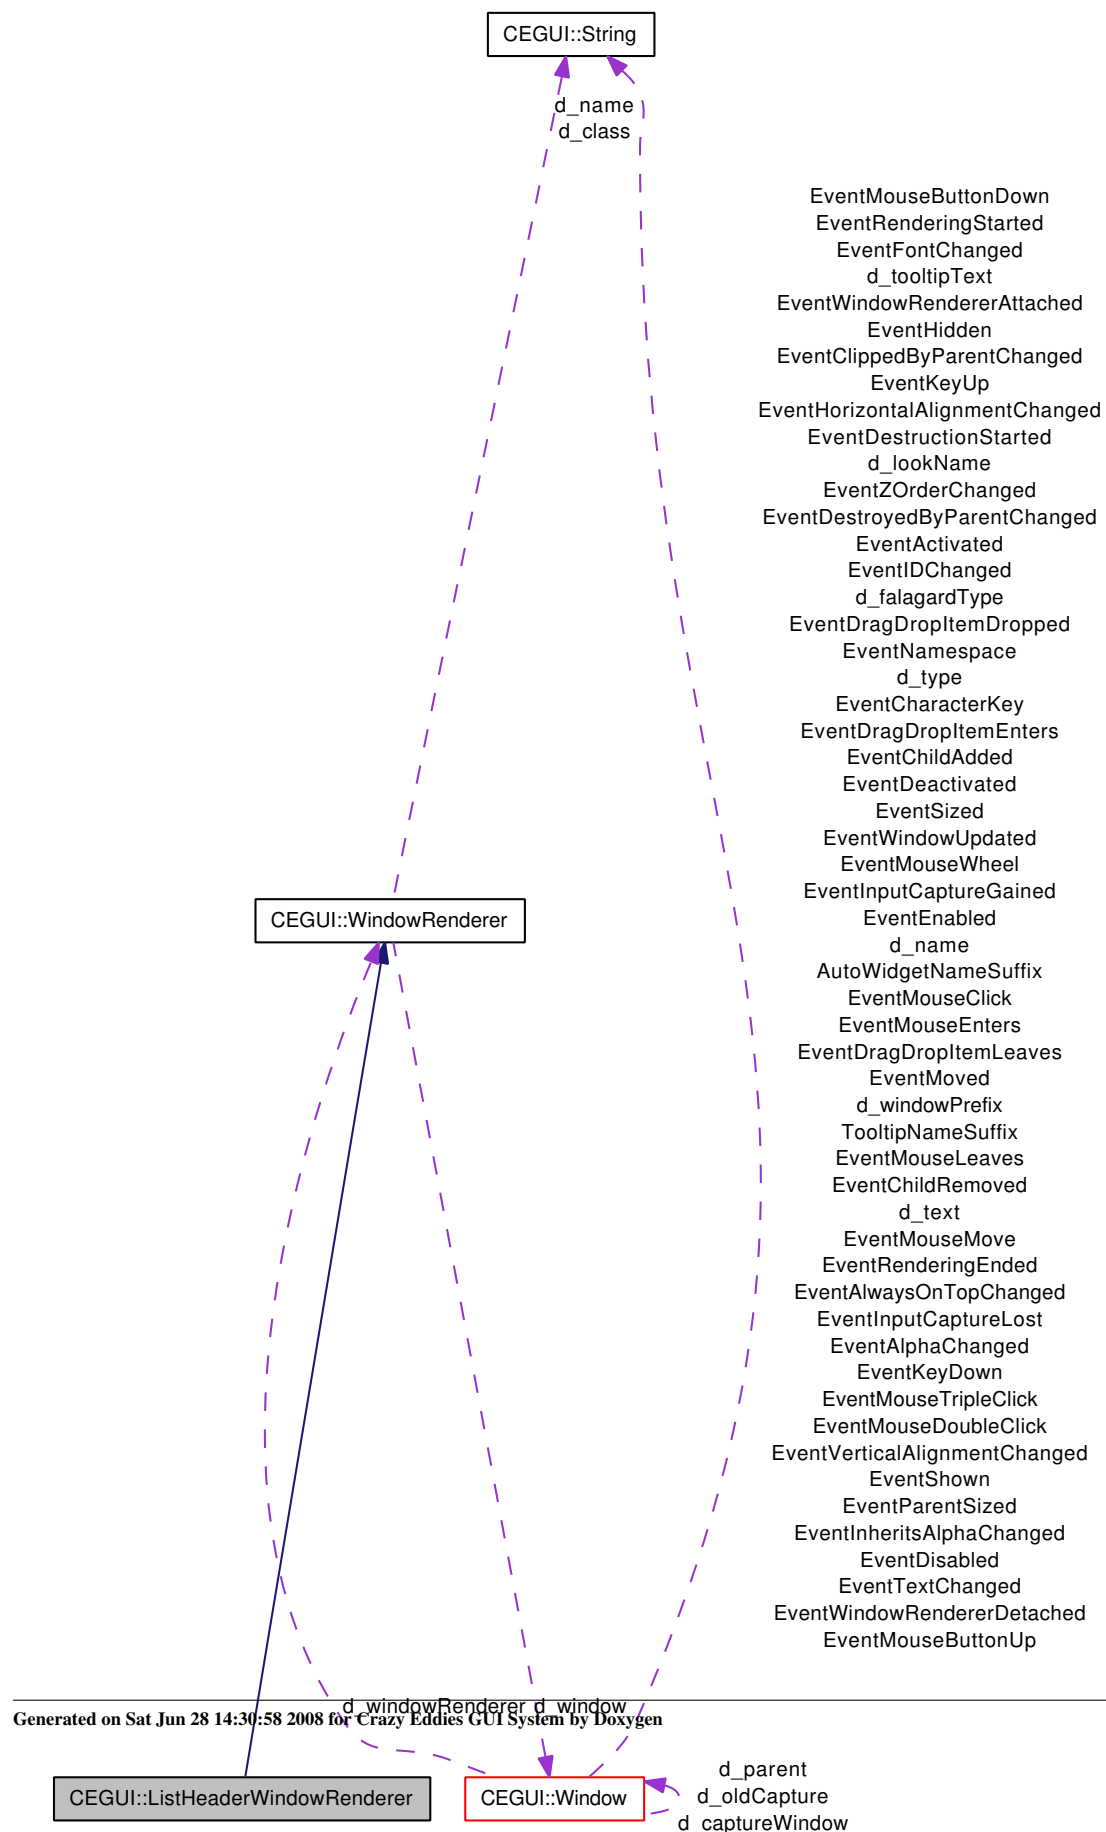 CEGUI::String
d_name
d_class
EventMouseButtonDown
EventRenderingStarted
EventFontChanged
d_tooltipText
EventWindowRendererAttached
EventHidden
EventClippedByParentChanged
EventKeyUp
EventHorizontalAlignmentChanged
EventDestructionStarted
d_lookName
EventZOrderChanged
EventDestroyedByParentChanged
EventActivated
EventIDChanged
d_falagardType
EventDragDropItemDropped
EventNamespace
d_type
EventCharacterKey
EventDragDropItemEnters
EventChildAdded
EventDeactivated
EventSized
EventWindowUpdated
EventMouseWheel
EventInputCaptureGained
CEGUI::WindowRenderer
EventEnabled
d_name
AutoWidgetNameSuffix
EventMouseClick
EventMouseEnters
EventDragDropItemLeaves
EventMoved
d_windowPrefix
TooltipNameSuffix
EventMouseLeaves
EventChildRemoved
d_text
EventMouseMove
EventRenderingEnded
EventAlwaysOnTopChanged
EventInputCaptureLost
EventAlphaChanged
EventKeyDown
EventMouseTripleClick
EventMouseDoubleClick
EventVerticalAlignmentChanged
EventShown
EventParentSized
EventInheritsAlphaChanged
EventDisabled
EventTextChanged
EventWindowRendererDetached
EventMouseButtonUp
d_windowRenderer d_window
Generated on Sat Jun 28 14:30:58 2008 for Crazy Eddies GUI System by Doxygen
d_parent
CEGUI::ListHeaderWindowRenderer CEGUI::Window d_oldCapture
d_captureWindow